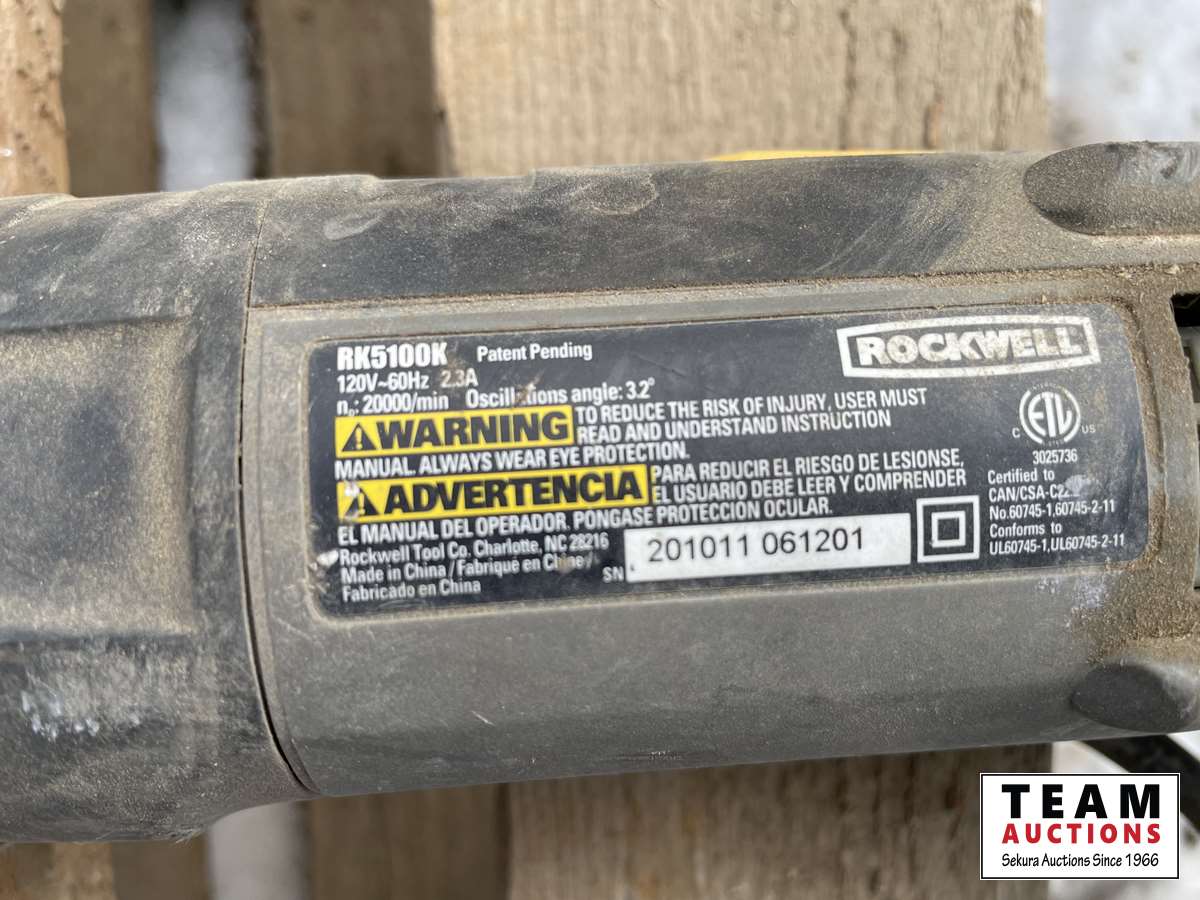 RK5100K Patent Pending
ROCKWELL
120V~60Hz 2.3A
n₀: 20000/min Oscillations angle: 3.2°
WARNING TO REDUCE THE RISK OF INJURY, USER MUST
READ AND UNDERSTAND INSTRUCTION
MANUAL. ALWAYS WEAR EYE PROTECTION.
ADVERTENCIA PARA REDUCIR EL RIESGO DE LESIONSE,
EL USUARIO DEBE LEER Y COMPRENDER
EL MANUAL DEL OPERADOR. PÓNGASE PROTECCIÓN OCULAR.
Rockwell Tool Co. Charlotte, NC 28216
Made in China / Fabriqué en Chine /
Fabricado en China
SN 201011 061201
ETL
C US
3025736
Certified to
CAN/CSA-C22.2
No.60745-1,60745-2-11
Conforms to
UL60745-1,UL60745-2-11
TEAM
AUCTIONS
Sekura Auctions Since 1966